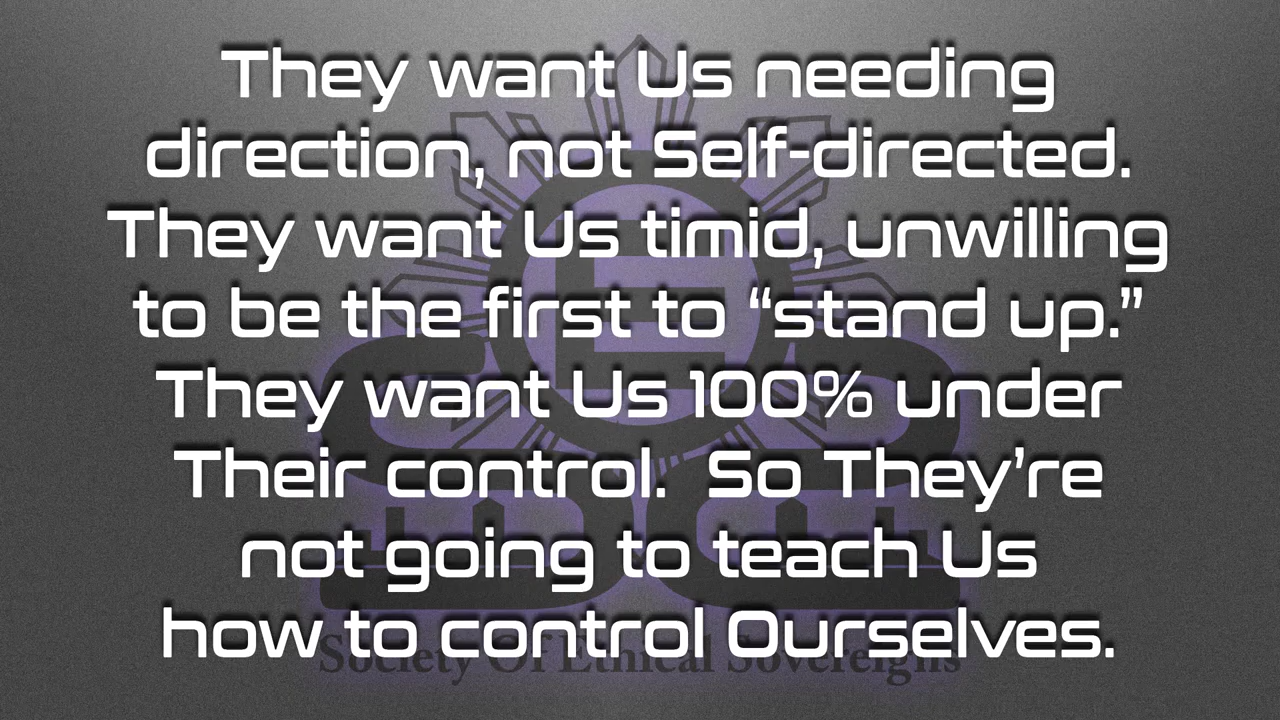 They want Us needing
direction, not Self-directed.
They want Us timid, unwilling
to be the first to “stand up.”
They want Us 100% under
Their control.  So They’re
not going to teach Us
how to control Ourselves.
Society Of Ethical Sovereigns